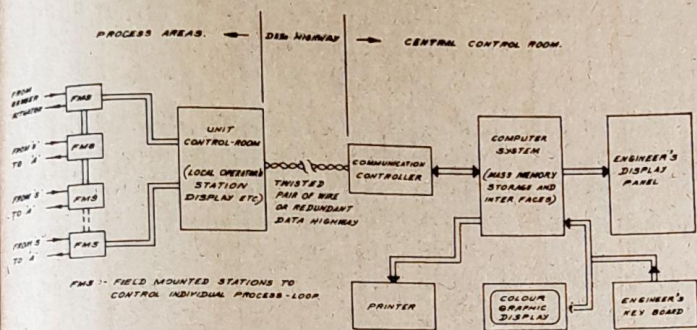 PROCESS AREAS. ← DATA HIGHWAY → CENTRAL CONTROL ROOM.
FROM
SENSER
ACTUATOR
FMS
FROM 'S'
TO 'A'
FMS
FROM 'S'
TO 'A'
FMS
FROM 'S'
TO 'A'
FMS
UNIT
CONTROL-ROOM
(LOCAL OPERATOR'S
STATION
DISPLAY ETC)
TWISTED
PAIR OF WIRE
OR REDUNDANT
DATA HIGHWAY
COMMUNICATION
CONTROLLER
COMPUTER
SYSTEM
(MASS MEMORY
STORAGE AND
INTER FACES)
ENGINEER'S
DISPLAY
PANEL
FMS :- FIELD MOUNTED STATIONS TO
CONTROL INDIVIDUAL PROCESS-LOOP.
PRINTER
COLOUR
GRAPHIC
DISPLAY
ENGINEER'S
KEY BOARD